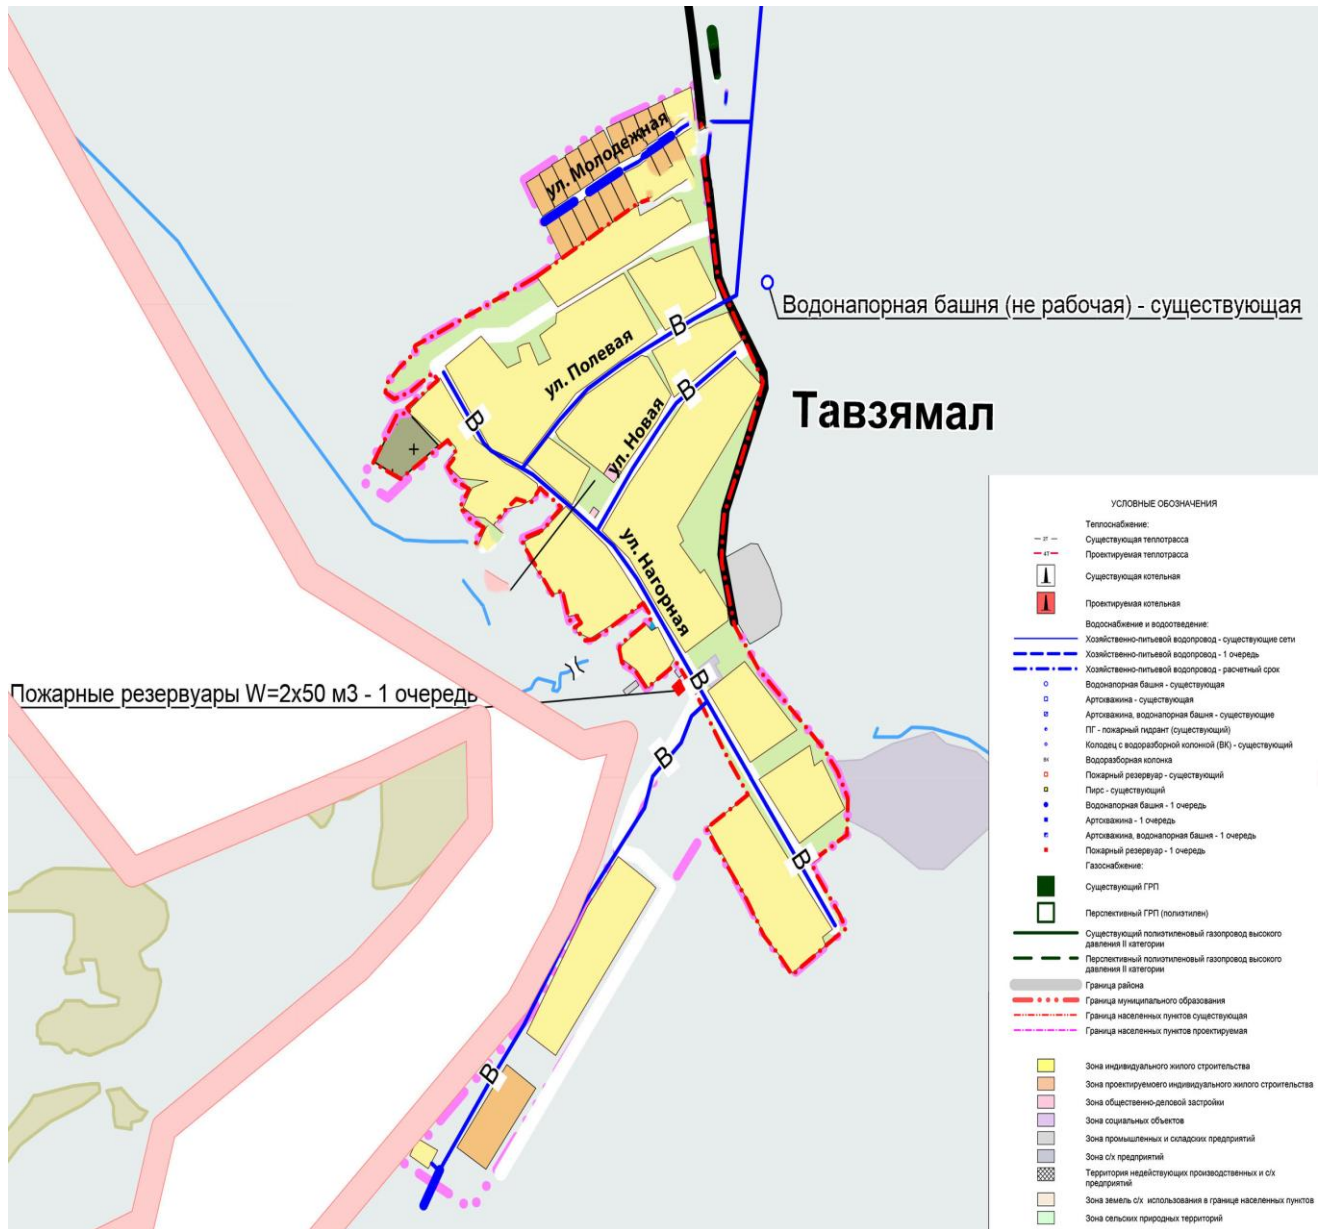 ул. Молодежная
Водонапорная башня (не рабочая) - существующая
В
ул. Полевая
В
Тавзямал
В
ул. Новая
ул. Нагорная
В
Пожарные резервуары W=2х50 м3 - 1 очередь
В
В
В
УСЛОВНЫЕ ОБОЗНАЧЕНИЯ
Теплоснабжение:
Существующая теплотрасса
Проектируемая теплотрасса
Существующая котельная
Проектируемая котельная
Водоснабжение и водоотведение:
Хозяйственно-питьевой водопровод - существующие сети
Хозяйственно-питьевой водопровод - 1 очередь
Хозяйственно-питьевой водопровод - расчетный срок
Водонапорная башня - существующая
Артскважина - существующая
Артскважина, водонапорная башня - существующие
ПГ - пожарный гидрант (существующий)
Колодец с водоразборной колонкой (ВК) - существующий
Водоразборная колонка
Пожарный резервуар - существующий
Пирс - существующий
Водонапорная башня - 1 очередь
Артскважина - 1 очередь
Артскважина, водонапорная башня - 1 очередь
Пожарный резервуар - 1 очередь
Газоснабжение:
Существующий ГРП
Перспективный ГРП (полиэтилен)
Существующий полиэтиленовый газопровод высокого
давления II категории
Перспективный полиэтиленовый газопровод высокого
давления II категории
Граница района
Граница муниципального образования
Граница населенных пунктов существующая
Граница населенных пунктов проектируемая
Зона индивидуального жилого строительства
Зона проектируемоего индивидуального жилого строительства
Зона общественно-деловой застройки
Зона социальных объектов
Зона промышленных и складских предприятий
Зона с/х предприятий
Территория недействующих производственных и с/х
предприятий
Зона земель с/х использования в границе населенных пунктов
Зона сельских природных территорий